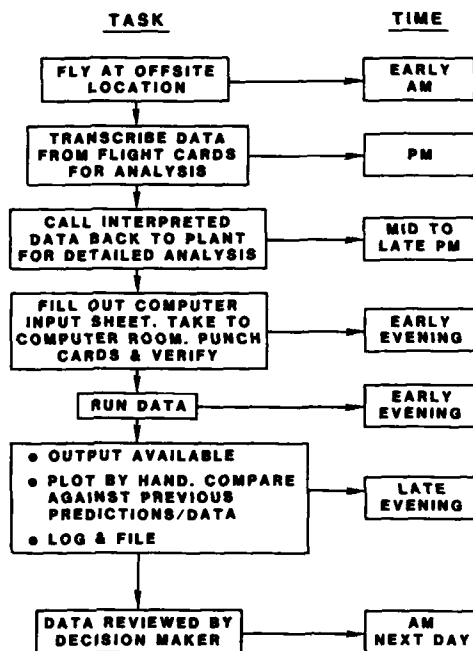 TASK
TIME
FLY AT OFFSITE
LOCATION
EARLY
AM
TRANSCRIBE DATA
FROM FLIGHT CARDS
FOR ANALYSIS
PM
CALL INTERPRETED
DATA BACK TO PLANT
FOR DETAILED ANALYSIS
MID TO
LATE PM
FILL OUT COMPUTER
INPUT SHEET. TAKE TO
COMPUTER ROOM. PUNCH
CARDS & VERIFY
EARLY
EVENING
RUN DATA
EARLY
EVENING
• OUTPUT AVAILABLE
• PLOT BY HAND. COMPARE
AGAINST PREVIOUS
PREDICTIONS/DATA
• LOG & FILE
LATE
EVENING
DATA REVIEWED BY
DECISION MAKER
AM
NEXT DAY